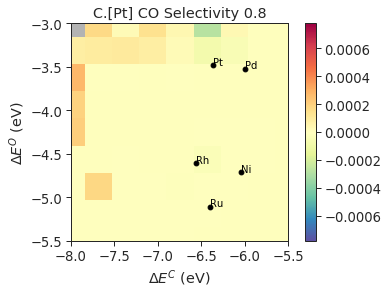 C.[Pt] CO Selectivity 0.8
−3.0
−3.5
−4.0
−4.5
−5.0
−5.5
ΔE^O (eV)
Pt
Pd
Rh
Ni
Ru
−8.0 −7.5 −7.0 −6.5 −6.0 −5.5
ΔE^C (eV)
0.0006
0.0004
0.0002
0.0000
−0.0002
−0.0004
−0.0006